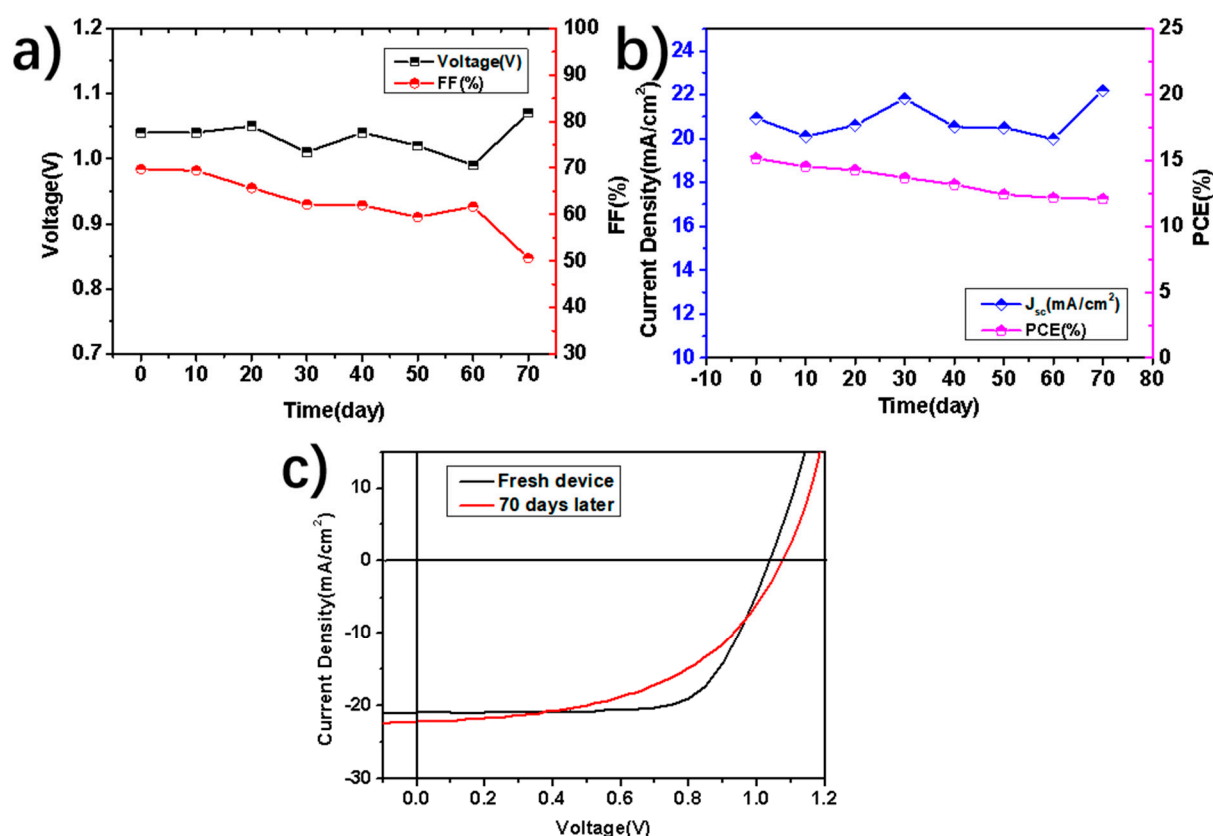 a)
1.2
1.1
1.0
0.9
0.8
0.7
Voltage(V)
Voltage(V)
FF(%)
100
90
80
70
60
50
40
30
FF(%)
0 10 20 30 40 50 60 70
Time(day)
b)
24
22
20
18
16
14
12
10
Current Density(mA/cm²)
Jsc(mA/cm²)
PCE(%)
25
20
15
10
5
0
PCE(%)
-10 0 10 20 30 40 50 60 70 80
Time(day)
c)
10
0
-10
-20
-30
Current Density(mA/cm²)
Fresh device
70 days later
0.0 0.2 0.4 0.6 0.8 1.0 1.2
Voltage(V)